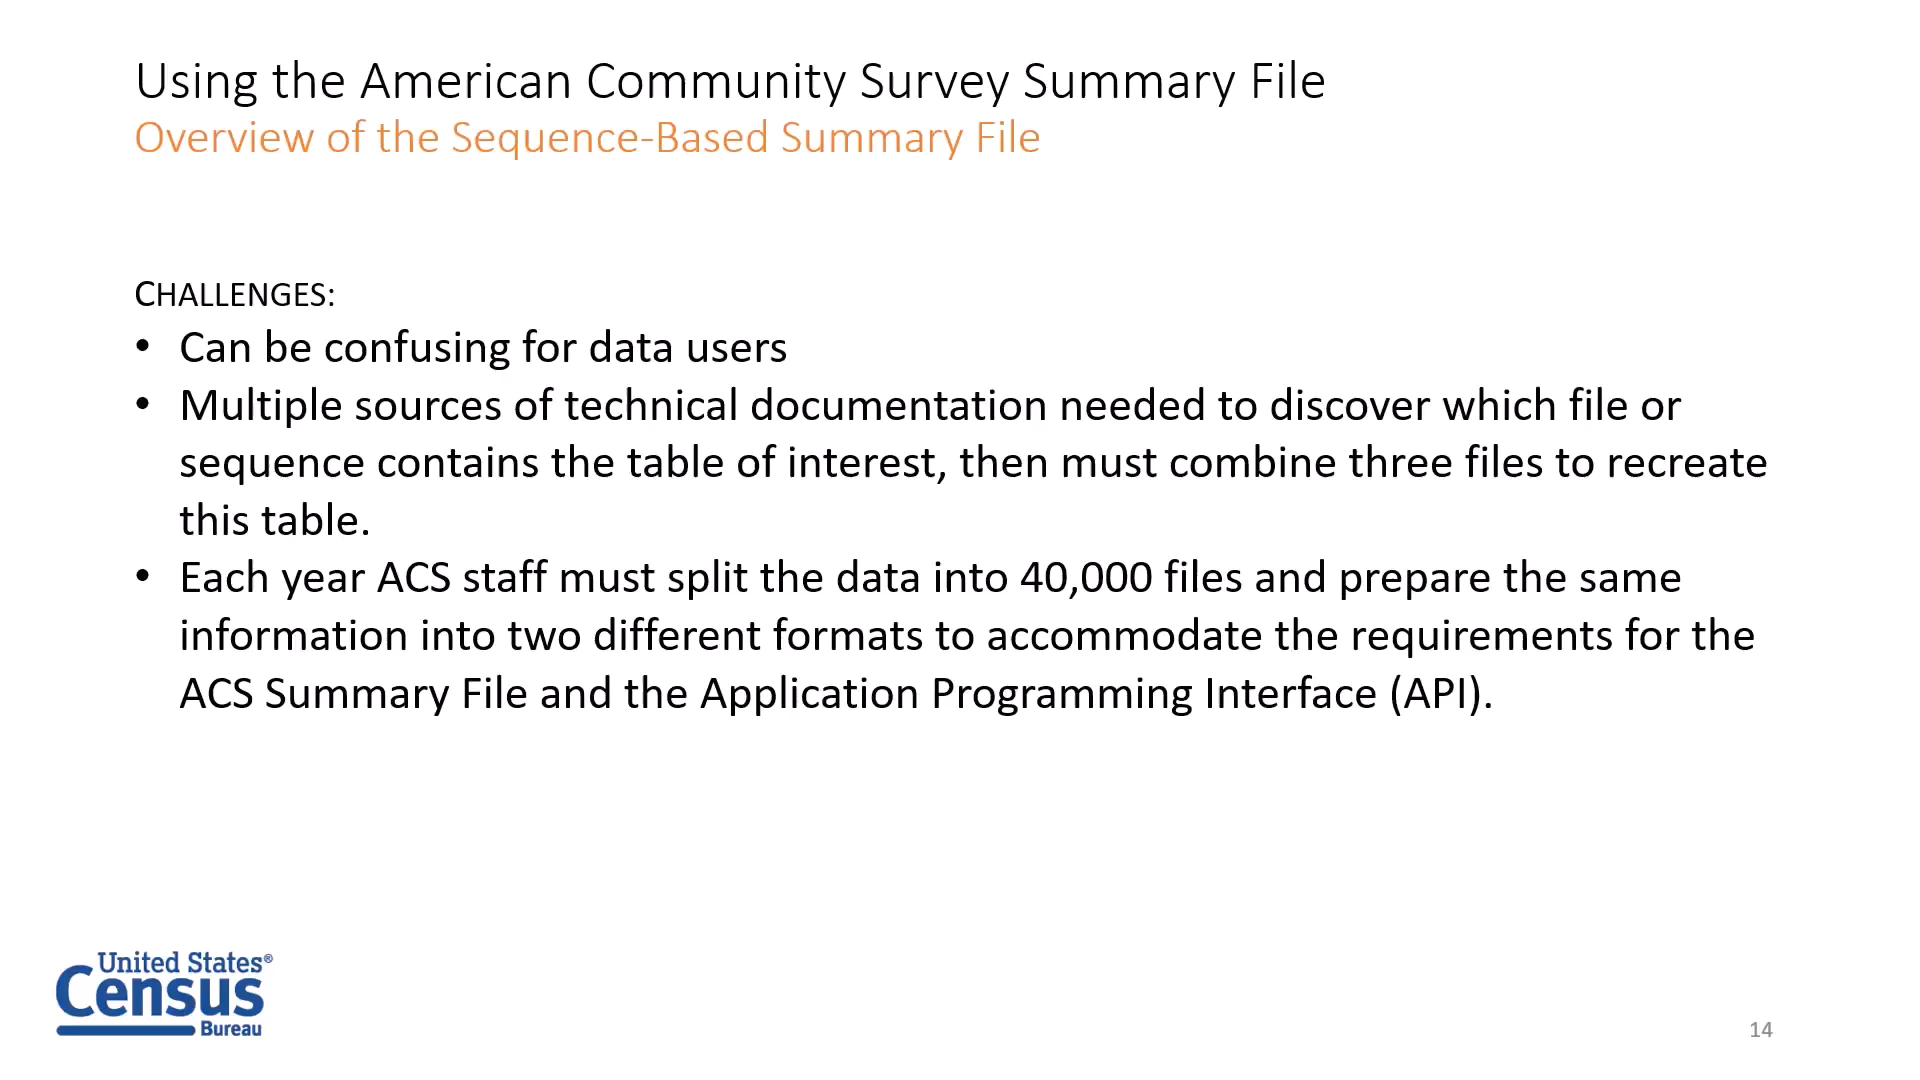 Using the American Community Survey Summary File
Overview of the Sequence-Based Summary File
CHALLENGES:
• Can be confusing for data users
• Multiple sources of technical documentation needed to discover which file or
sequence contains the table of interest, then must combine three files to recreate
this table.
• Each year ACS staff must split the data into 40,000 files and prepare the same
information into two different formats to accommodate the requirements for the
ACS Summary File and the Application Programming Interface (API).
United States®
Census
Bureau
14